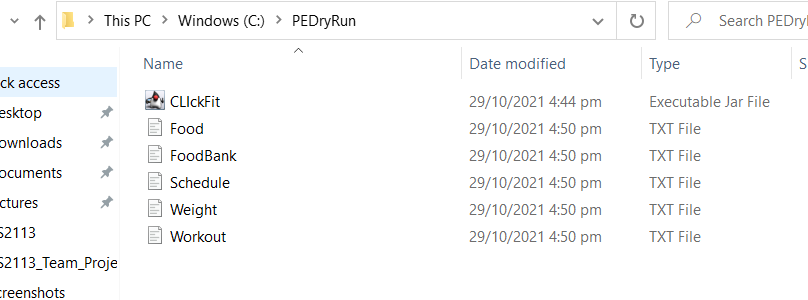 This PC > Windows (C:) > PEDryRun
Search PEDry
Name Date modified Type S
ck access
esktop
ownloads
ocuments
ctures
S2113
S2113_Team_Proje
creenshots
CLIckFit 29/10/2021 4:44 pm Executable Jar File
Food 29/10/2021 4:50 pm TXT File
FoodBank 29/10/2021 4:50 pm TXT File
Schedule 29/10/2021 4:50 pm TXT File
Weight 29/10/2021 4:50 pm TXT File
Workout 29/10/2021 4:50 pm TXT File